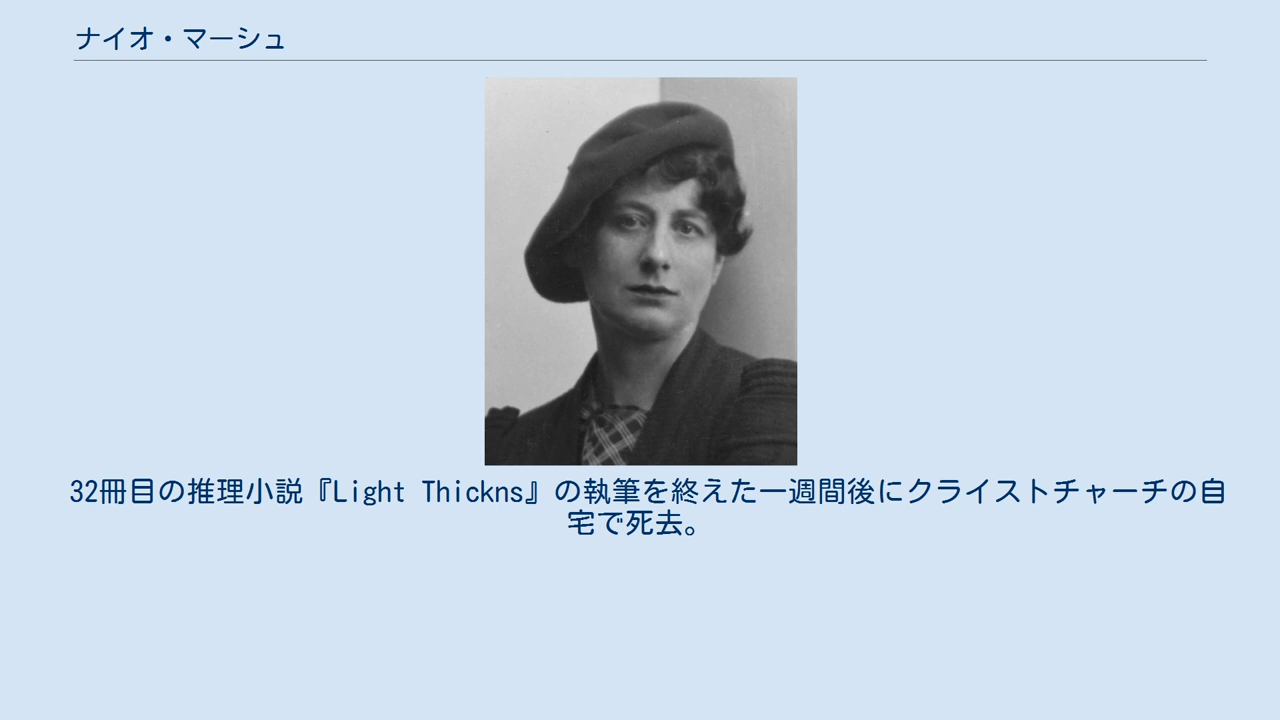 ナイオ・マーシュ
32冊目の推理小説『Light Thickns』の執筆を終えた一週間後にクライストチャーチの自
宅で死去。